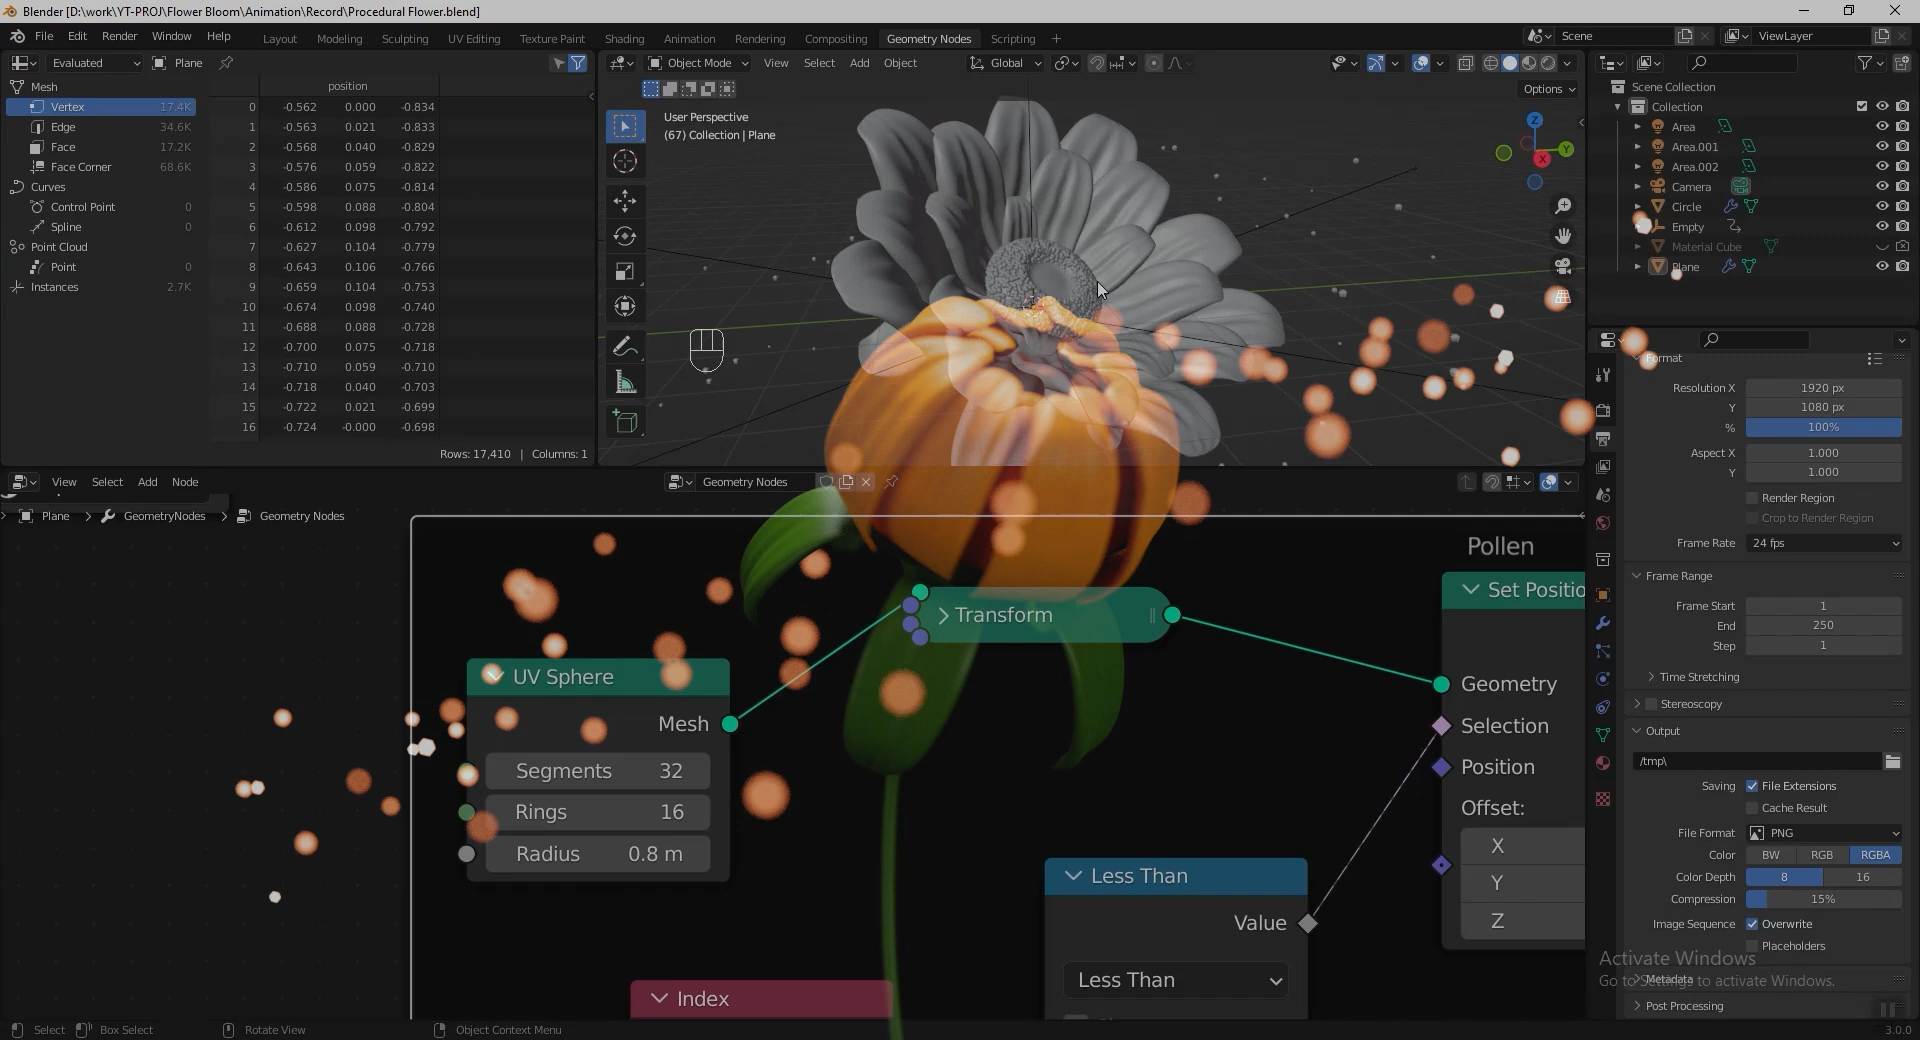 Blender [D:\work\YT-PROJ\Flower Bloom\Animation\Record\Procedural Flower.blend]
File Edit Render Window Help Layout Modeling Sculpting UV Editing Texture Paint Shading Animation Rendering Compositing Geometry Nodes Scripting + Scene ViewLayer
Evaluated Plane
Object Mode View Select Add Object Global
Options
Mesh
Vertex 17.4K
Edge 34.6K
Face 17.2K
Face Corner 68.6K
Curves
Control Point 0
Spline 0
Point Cloud
Point 0
Instances 2.7K
position
0 -0.562 0.000 -0.834
1 -0.563 0.021 -0.833
2 -0.568 0.040 -0.829
3 -0.576 0.059 -0.822
4 -0.586 0.075 -0.814
5 -0.598 0.088 -0.804
6 -0.612 0.098 -0.792
7 -0.627 0.104 -0.779
8 -0.643 0.106 -0.766
9 -0.659 0.104 -0.753
10 -0.674 0.098 -0.740
11 -0.688 0.088 -0.728
12 -0.700 0.075 -0.718
13 -0.710 0.059 -0.710
14 -0.718 0.040 -0.703
15 -0.722 0.021 -0.699
16 -0.724 -0.000 -0.698
Rows: 17,410 | Columns: 1
User Perspective
(67) Collection | Plane
Z
Y
X
Scene Collection
Collection
Area
Area.001
Area.002
Camera
Circle
Empty
Material Cube
Plane
Format
Resolution X 1920 px
Y 1080 px
% 100%
Aspect X 1.000
Y 1.000
Render Region
Crop to Render Region
Frame Rate 24 fps
Frame Range
Frame Start 1
End 250
Step 1
Time Stretching
Stereoscopy
Output
/tmp\
Saving File Extensions
Cache Result
File Format PNG
Color BW RGB RGBA
Color Depth 8 16
Compression 15%
Image Sequence Overwrite
Placeholders
Metadata
Post Processing
Activate Windows
Go to Settings to activate Windows.
View Select Add Node Geometry Nodes
Plane > GeometryNodes > Geometry Nodes
Pollen
UV Sphere
Mesh
Segments 32
Rings 16
Radius 0.8 m
Transform
Set Positio
Geometry
Selection
Position
Offset:
X
Y
Z
Less Than
Value
Less Than
Index
Select Box Select Rotate View Object Context Menu 3.0.0